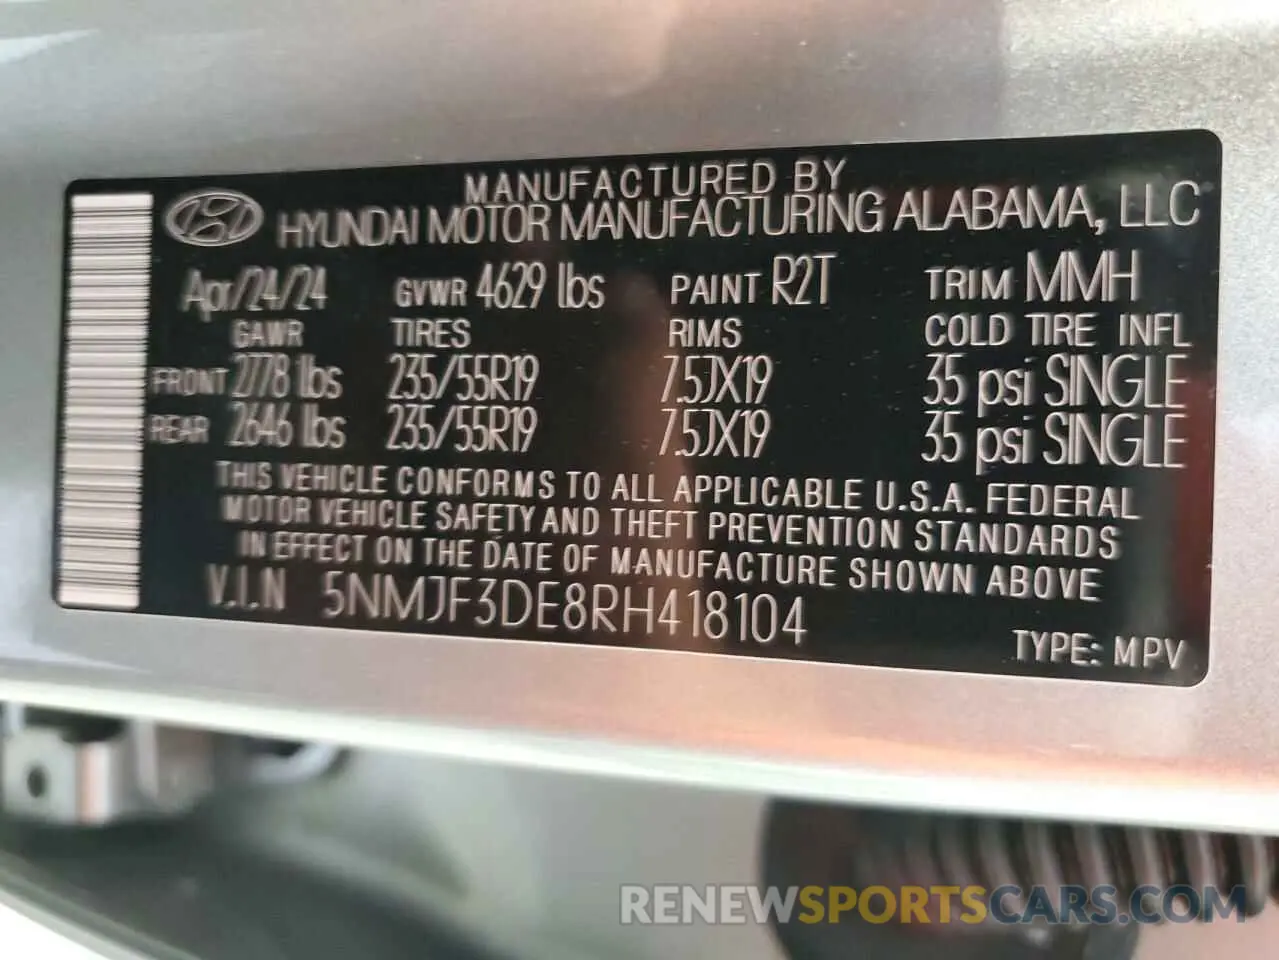 MANUFACTURED BY
HYUNDAI MOTOR MANUFACTURING ALABAMA, LLC
Apr/24/24 GVWR 4629 lbs PAINT R2T TRIM MMH
GAWR TIRES RIMS COLD TIRE INFL
FRONT 2778 lbs 235/55R19 7.5JX19 35 psi SINGLE
REAR 2646 lbs 235/55R19 7.5JX19 35 psi SINGLE
THIS VEHICLE CONFORMS TO ALL APPLICABLE U.S.A. FEDERAL
MOTOR VEHICLE SAFETY AND THEFT PREVENTION STANDARDS
IN EFFECT ON THE DATE OF MANUFACTURE SHOWN ABOVE
V.I.N 5NMJF3DE8RH418104
TYPE: MPV
RENEWSPORTSCARS.COM